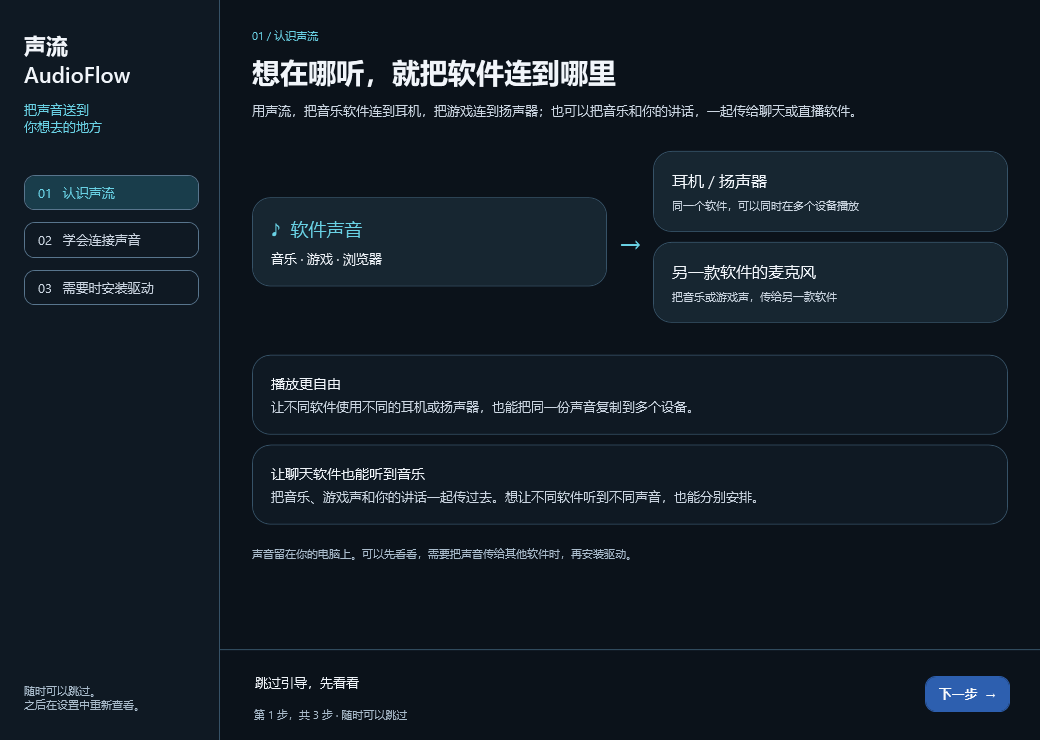 声流
AudioFlow
把声音送到
你想去的地方
01 认识声流
02 学会连接声音
03 需要时安装驱动
随时可以跳过。
之后在设置中重新查看。
01 / 认识声流
想在哪听，就把软件连到哪里
用声流，把音乐软件连到耳机，把游戏连到扬声器；也可以把音乐和你的讲话，一起传给聊天或直播软件。
♪ 软件声音
音乐 · 游戏 · 浏览器
→
耳机 / 扬声器
同一个软件，可以同时在多个设备播放
另一款软件的麦克风
把音乐或游戏声，传给另一款软件
播放更自由
让不同软件使用不同的耳机或扬声器，也能把同一份声音复制到多个设备。
让聊天软件也能听到音乐
把音乐、游戏声和你的讲话一起传过去。想让不同软件听到不同声音，也能分别安排。
声音留在你的电脑上。可以先看看，需要把声音传给其他软件时，再安装驱动。
跳过引导，先看看
第 1 步，共 3 步 · 随时可以跳过
下一步 →